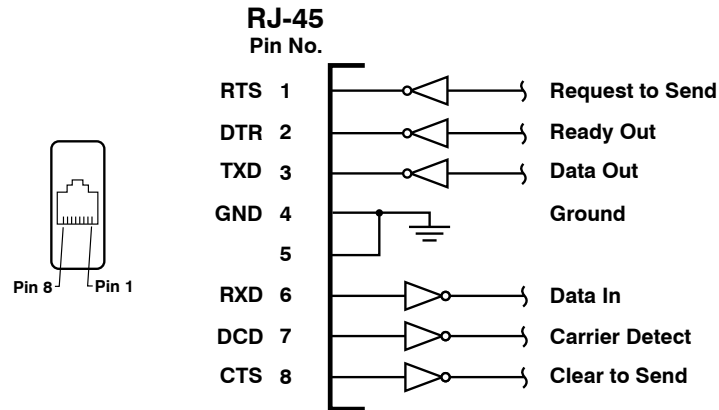 RJ-45
Pin No.
RTS 1 Request to Send
DTR 2 Ready Out
TXD 3 Data Out
GND 4 Ground
5
RXD 6 Data In
DCD 7 Carrier Detect
CTS 8 Clear to Send
Pin 8 Pin 1